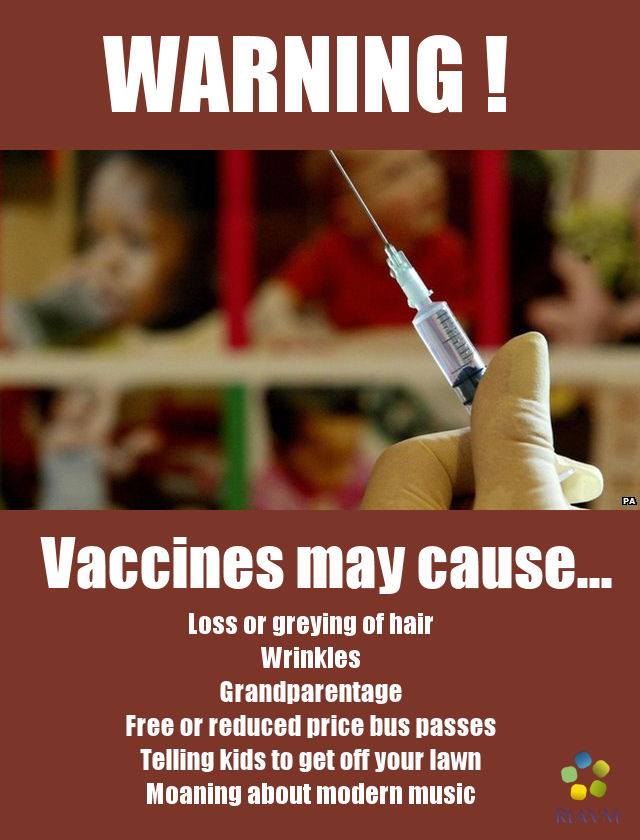 WARNING !
PA
Vaccines may cause...
Loss or greying of hair
Wrinkles
Grandparentage
Free or reduced price bus passes
Telling kids to get off your lawn
Moaning about modern music
RtAVM